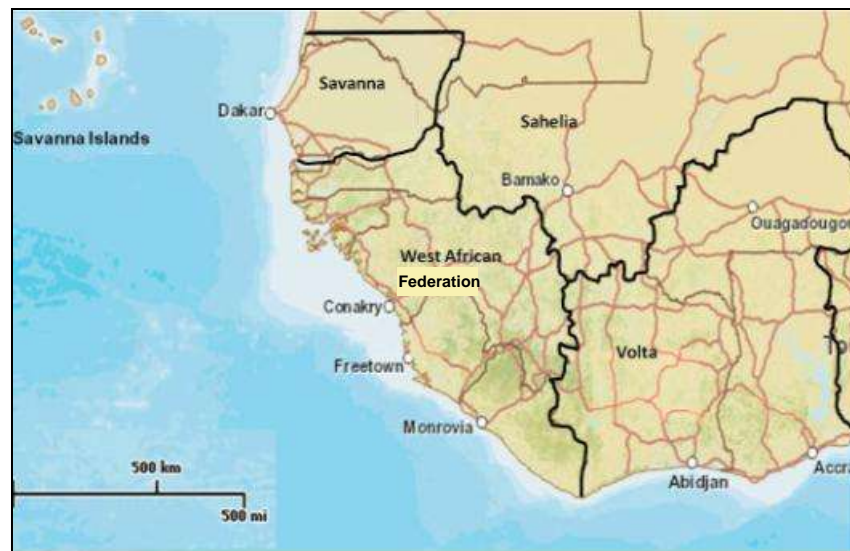 Savanna
Dakar
Sahelia
Savanna Islands
Bamako
Ouagadougou
West African
Federation
Conakry
Volta
To
Freetown
Monrovia
500 km
Accra
Abidjan
500 mi